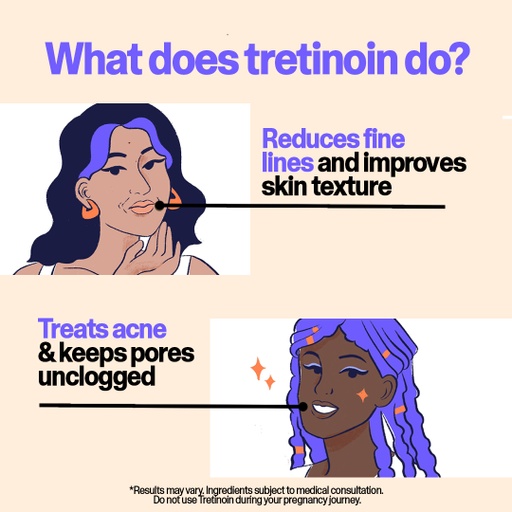 What does tretinoin do?
Reduces fine
lines and improves
skin texture
Treats acne
& keeps pores
unclogged
*Results may vary. Ingredients subject to medical consultation.
Do not use Tretinoin during your pregnancy journey.